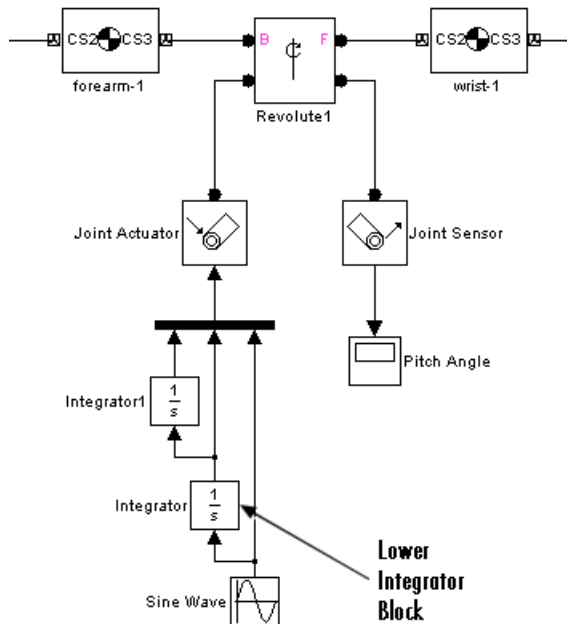 CS2 CS3
B F
CS2 CS3
forearm-1
Revolute1
wrist-1
Joint Actuator
Joint Sensor
Pitch Angle
Integrator1
1
s
Integrator
1
s
Lower
Integrator
Block
Sine Wave